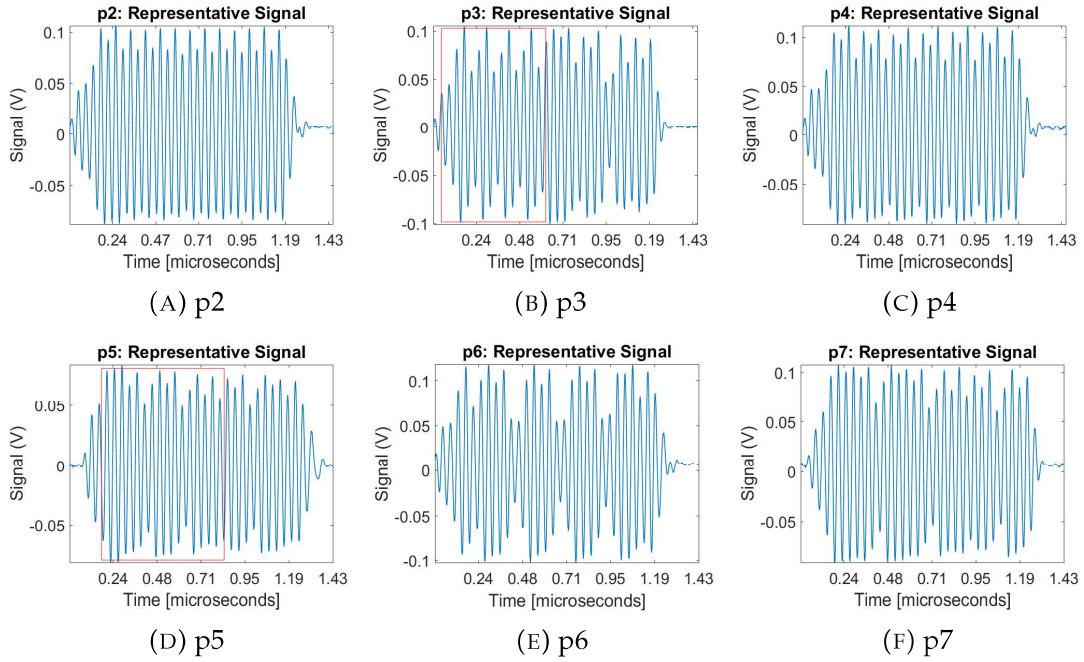 p2: Representative Signal
0.1
0.05
0
-0.05
Signal (V)
0.24 0.47 0.71 0.95 1.19 1.43
Time [microseconds]
(A) p2
p3: Representative Signal
0.1
0.05
0
-0.05
-0.1
Signal (V)
0.24 0.48 0.71 0.95 0.19 1.43
Time [microseconds]
(B) p3
p4: Representative Signal
0.1
0.05
0
-0.05
Signal (V)
0.24 0.48 0.71 0.95 1.19 1.43
Time [microseconds]
(C) p4
p5: Representative Signal
0.05
0
-0.05
Signal (V)
0.24 0.48 0.71 0.95 1.19 1.43
Time [microseconds]
(D) p5
p6: Representative Signal
0.1
0.05
0
-0.05
-0.1
Signal (V)
0.24 0.48 0.71 0.95 1.19 1.43
Time [microseconds]
(E) p6
p7: Representative Signal
0.1
0.05
0
-0.05
Signal (V)
0.24 0.48 0.71 0.95 1.19 1.43
Time [microseconds]
(F) p7